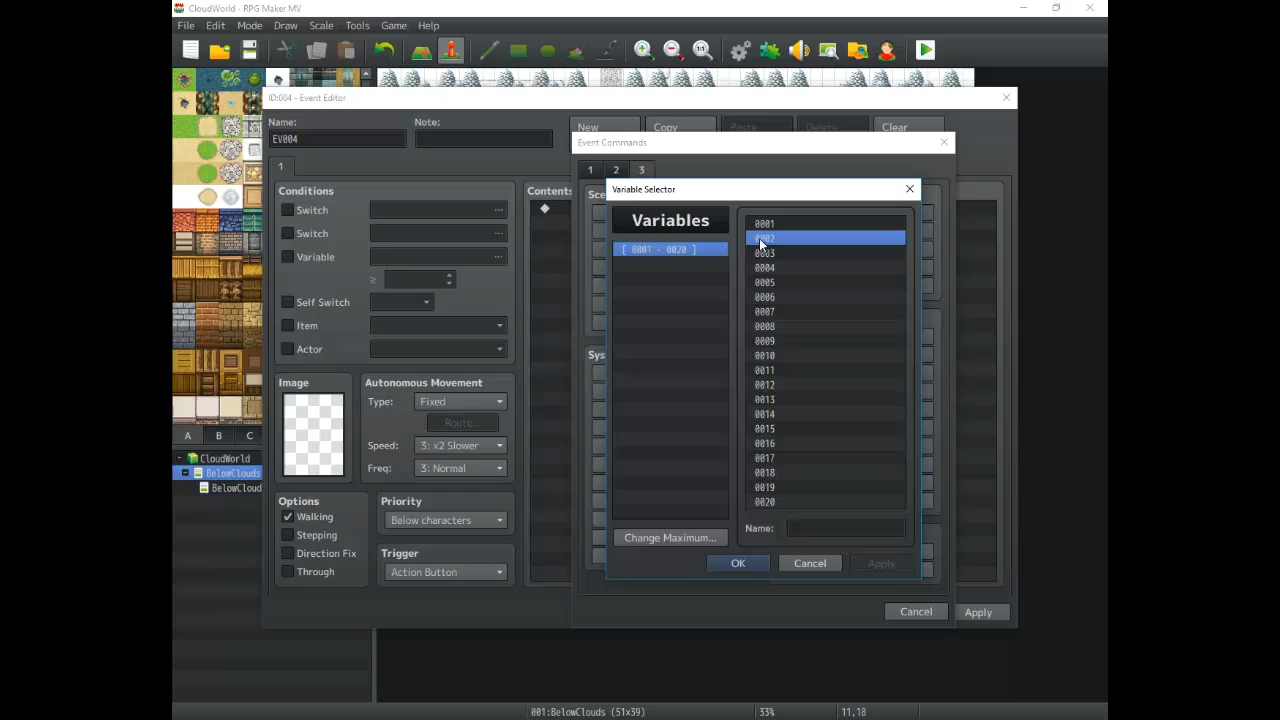 CloudWorld - RPG Maker MV
File Edit Mode Draw Scale Tools Game Help
1:1
ID:004 - Event Editor
Name:
Note:
EV004
New
Copy
Paste
Delete
Clear
1
Conditions
Switch
Switch
Variable
≥
Self Switch
Item
Actor
Image
Autonomous Movement
Type:
Fixed
Route...
Speed:
3: x2 Slower
Freq:
3: Normal
Options
Walking
Stepping
Direction Fix
Through
Priority
Below characters
Trigger
Action Button
Contents
Event Commands
1 2 3
Sce
Sys
Variable Selector
Variables
[ 0001 - 0020 ]
Change Maximum...
0001
0002
0003
0004
0005
0006
0007
0008
0009
0010
0011
0012
0013
0014
0015
0016
0017
0018
0019
0020
Name:
OK
Cancel
Apply
Cancel
Apply
A B C
CloudWorld
BelowClouds
BelowCloud
001:BelowClouds (51x39)
33%
11,18